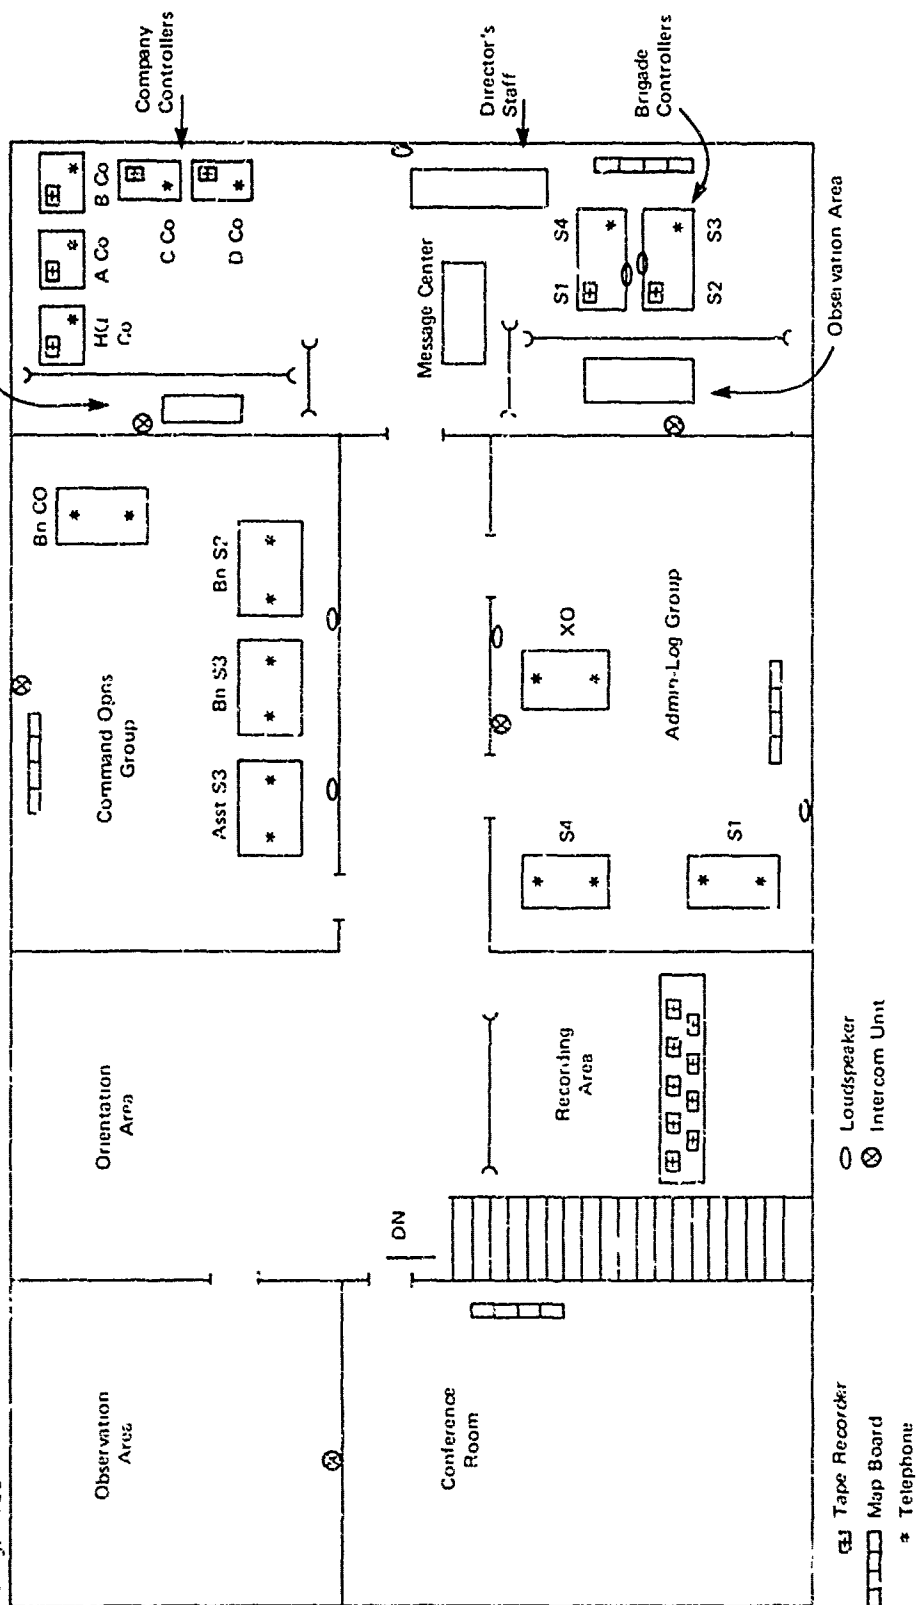 Company
Controllers
Director's
Staff
Brigade
Controllers
Observation Area
B Co
A Co
C Co
D Co
Co
Message Center
S1
S4
S2
S3
Bn CO
Command Opns
Group
Bn S2
Bn S3
Asst S3
XO
Admin-Log Group
S4
S1
Orientation
Area
Recording
Area
DN
Observation
Area
Conference
Room
Loudspeaker
Intercom Unit
Tape Recorder
Map Board
* Telephone